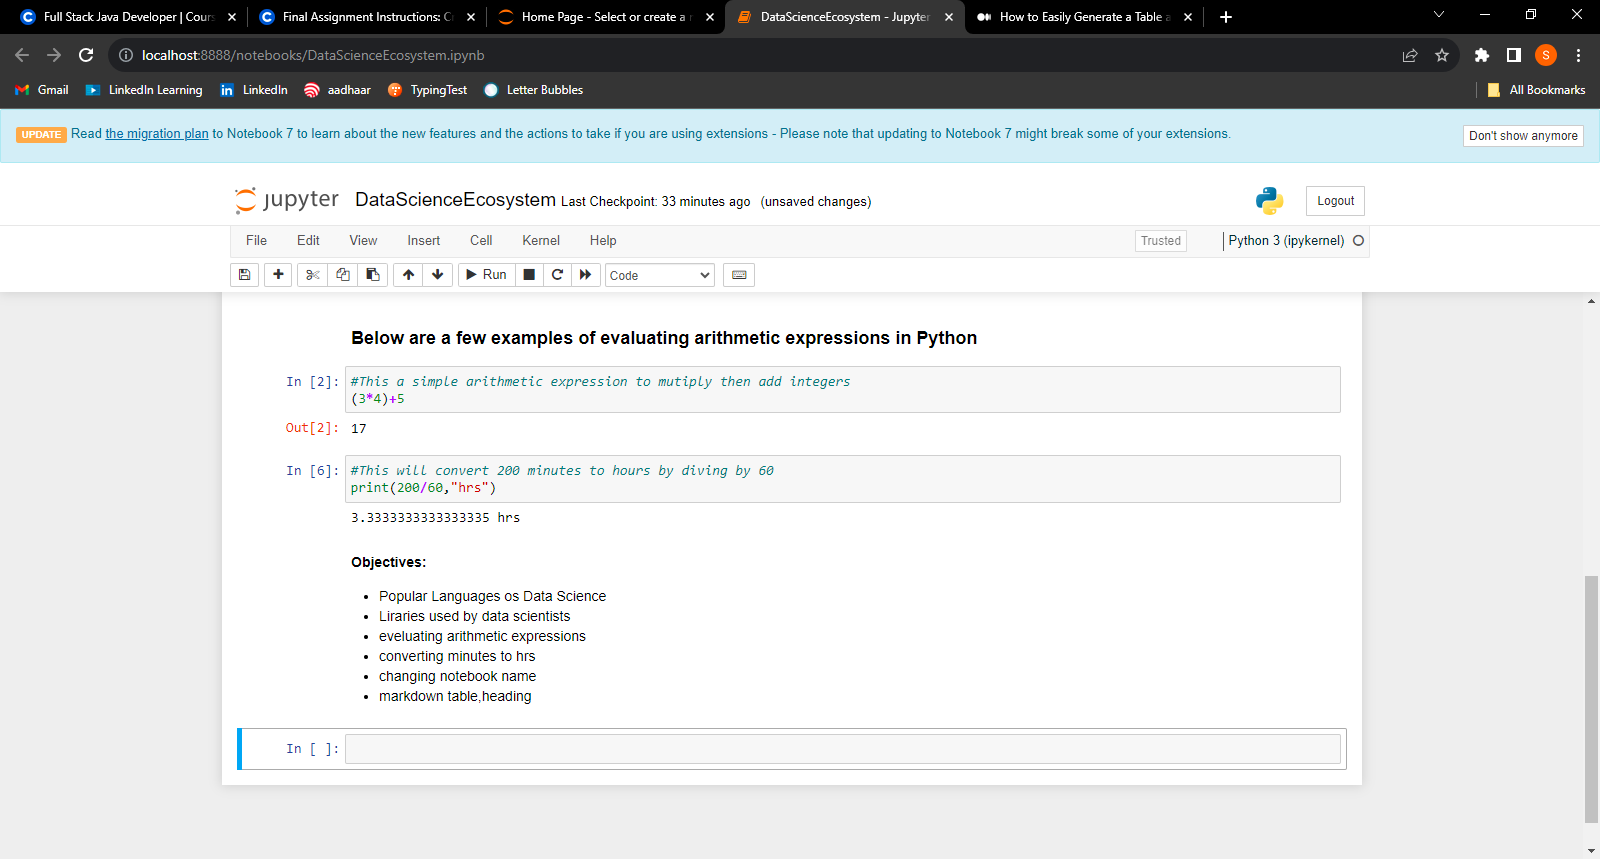 Full Stack Java Developer | Cours
Final Assignment Instructions: C
Home Page - Select or create a n
DataScienceEcosystem - Jupyter
How to Easily Generate a Table a
localhost:8888/notebooks/DataScienceEcosystem.ipynb
S
Gmail
LinkedIn Learning
LinkedIn
aadhaar
TypingTest
Letter Bubbles
All Bookmarks
UPDATE Read the migration plan to Notebook 7 to learn about the new features and the actions to take if you are using extensions - Please note that updating to Notebook 7 might break some of your extensions.
Don't show anymore
jupyter DataScienceEcosystem Last Checkpoint: 33 minutes ago (unsaved changes)
Logout
File Edit View Insert Cell Kernel Help
Trusted
Python 3 (ipykernel)
Run
Code
Below are a few examples of evaluating arithmetic expressions in Python
In [2]: #This a simple arithmetic expression to mutiply then add integers
(3*4)+5
Out[2]: 17
In [6]: #This will convert 200 minutes to hours by diving by 60
print(200/60,"hrs")
3.3333333333333335 hrs
Objectives:
• Popular Languages os Data Science
• Liraries used by data scientists
• eveluating arithmetic expressions
• converting minutes to hrs
• changing notebook name
• markdown table,heading
In [ ]: